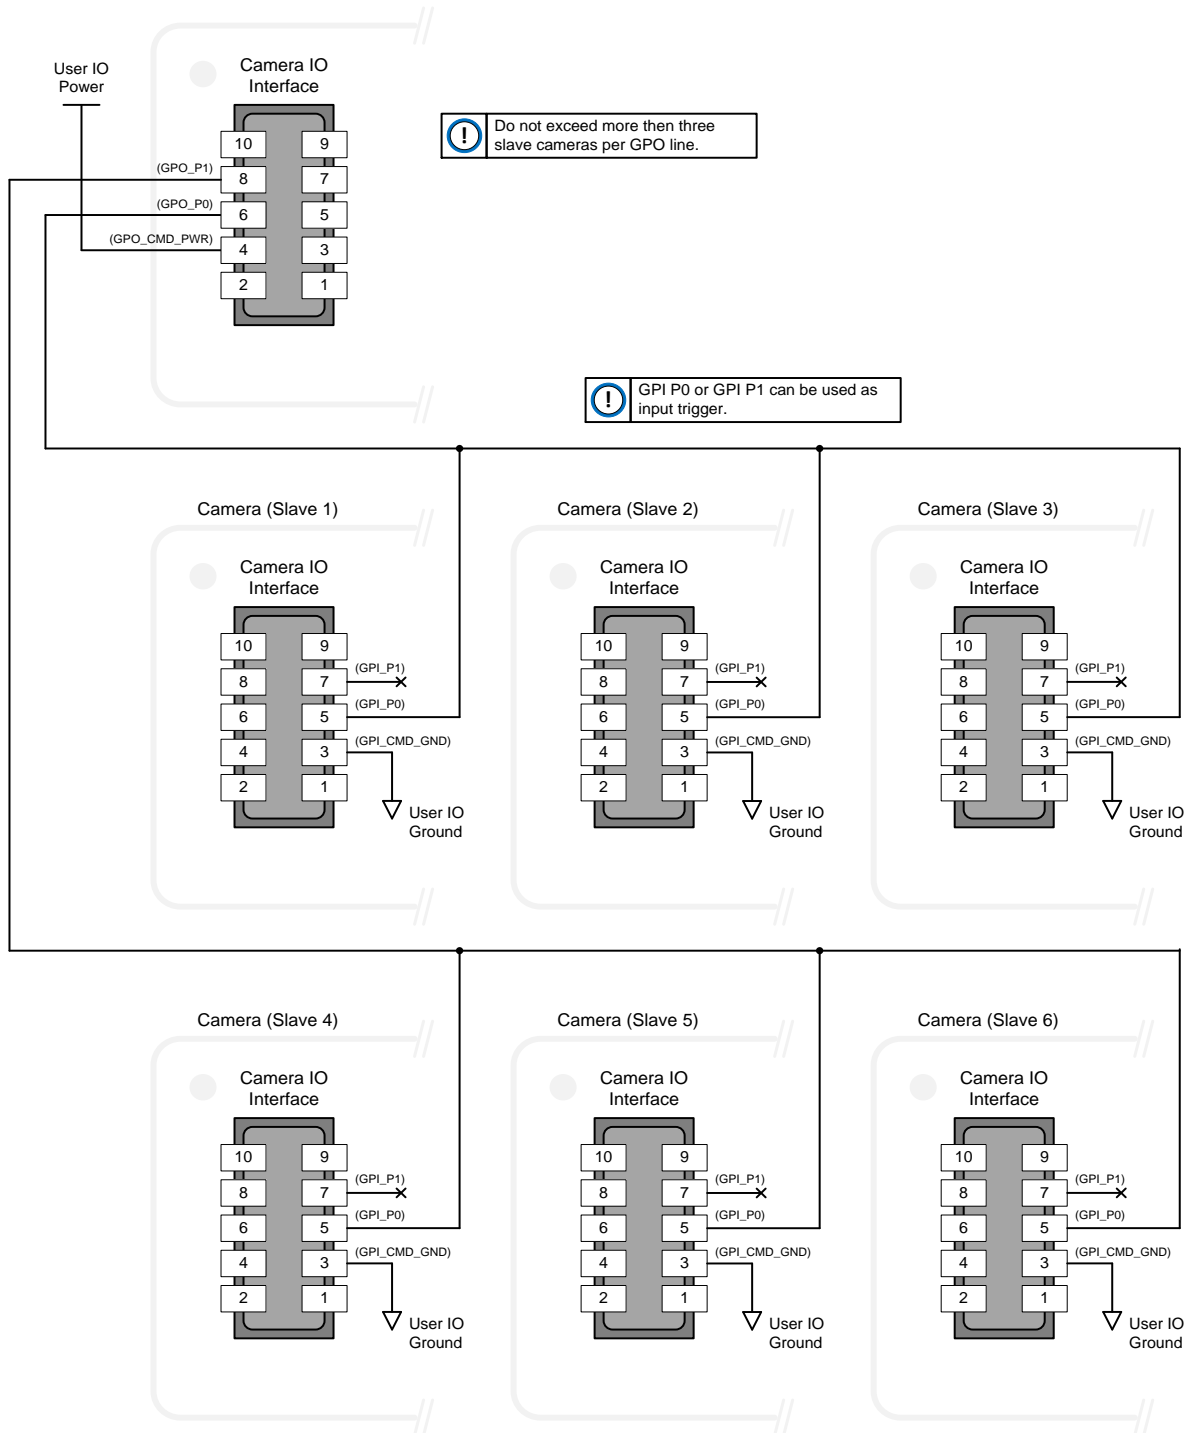 User IO
Power
Camera IO
Interface
Do not exceed more then three
slave cameras per GPO line.
10 9
(GPO_P1) 8 7
(GPO_P0) 6 5
(GPO_CMD_PWR) 4 3
2 1
GPI P0 or GPI P1 can be used as
input trigger.
Camera (Slave 1)
Camera IO
Interface
10 9
8 7 (GPI_P1)
6 5 (GPI_P0)
4 3 (GPI_CMD_GND)
2 1
User IO
Ground
Camera (Slave 2)
Camera IO
Interface
10 9
8 7 (GPI_P1)
6 5 (GPI_P0)
4 3 (GPI_CMD_GND)
2 1
User IO
Ground
Camera (Slave 3)
Camera IO
Interface
10 9
8 7 (GPI_P1)
6 5 (GPI_P0)
4 3 (GPI_CMD_GND)
2 1
User IO
Ground
Camera (Slave 4)
Camera IO
Interface
10 9
8 7 (GPI_P1)
6 5 (GPI_P0)
4 3 (GPI_CMD_GND)
2 1
User IO
Ground
Camera (Slave 5)
Camera IO
Interface
10 9
8 7 (GPI_P1)
6 5 (GPI_P0)
4 3 (GPI_CMD_GND)
2 1
User IO
Ground
Camera (Slave 6)
Camera IO
Interface
10 9
8 7 (GPI_P1)
6 5 (GPI_P0)
4 3 (GPI_CMD_GND)
2 1
User IO
Ground